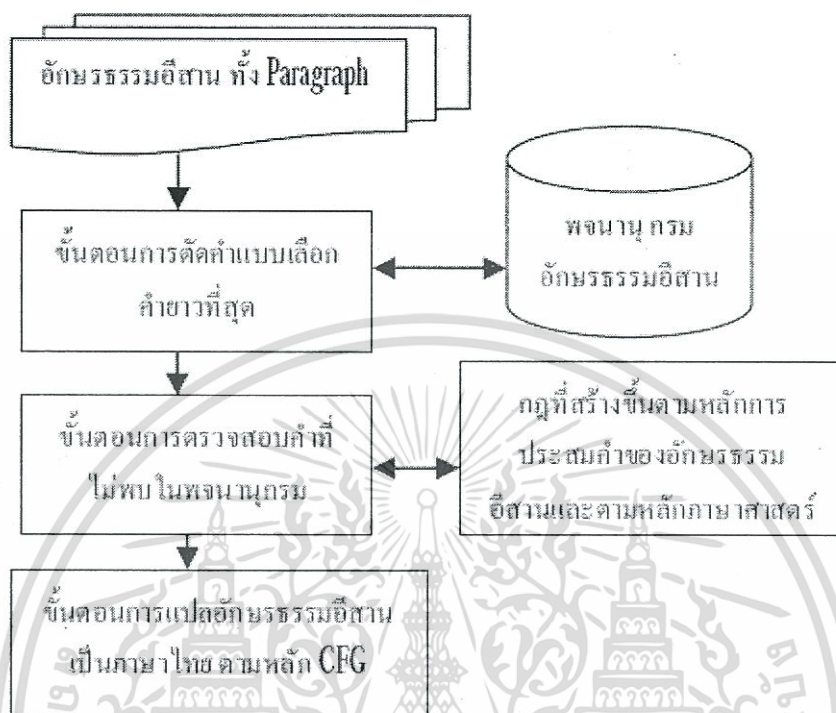 อักษรธรรมอีสาน ทั้ง Paragraph
พจนานุกรม
อักษรธรรมอีสาน
ขั้นตอนการตัดคำแบบเลือก
คำยาวที่สุด
ขั้นตอนการตรวจสอบคำที่
ไม่พบในพจนานุกรม
กฎที่สร้างขึ้นตามหลักการ
ประสมคำของอักษรธรรม
อีสานและตามหลักภาษาศาสตร์
ขั้นตอนการแปลอักษรธรรมอีสาน
เป็นภาษาไทย ตามหลัก CFG